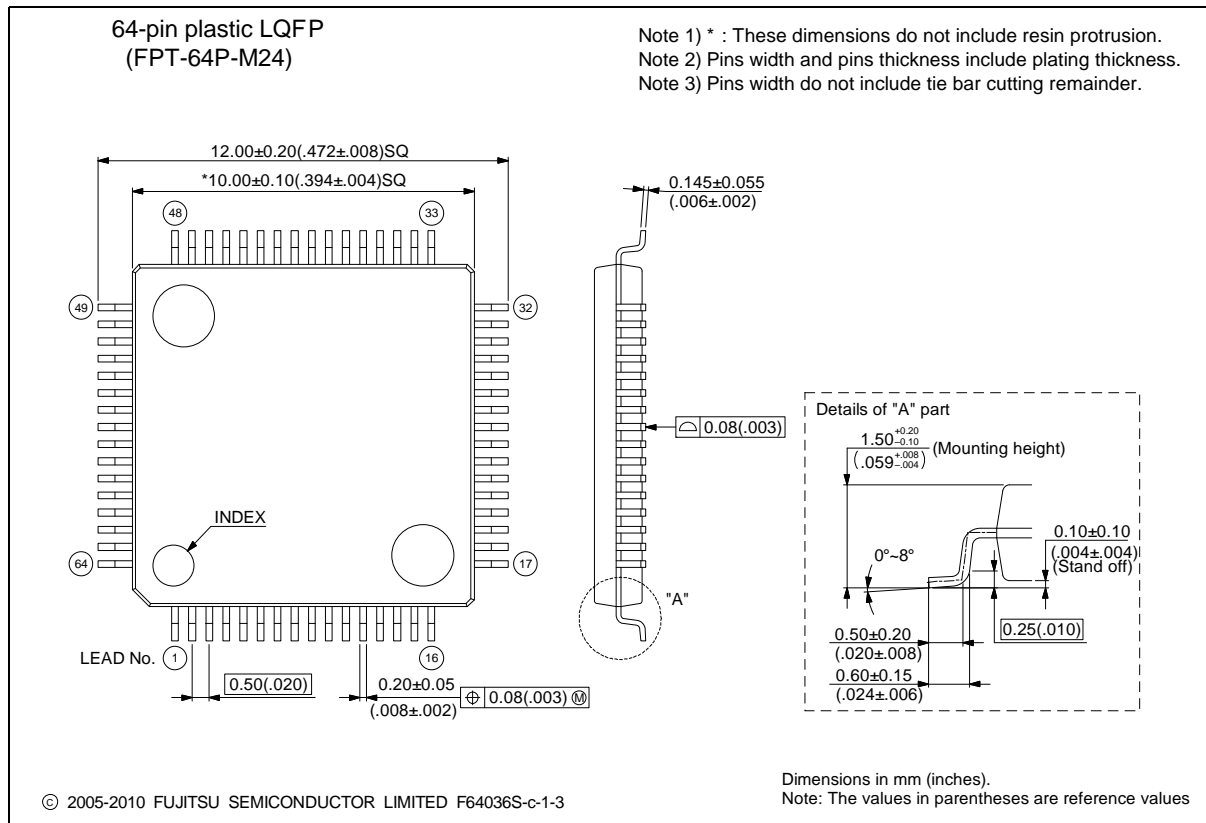 64-pin plastic LQFP
(FPT-64P-M24)
Note 1) * : These dimensions do not include resin protrusion.
Note 2) Pins width and pins thickness include plating thickness.
Note 3) Pins width do not include tie bar cutting remainder.
12.00±0.20(.472±.008)SQ
*10.00±0.10(.394±.004)SQ
48
33
49
32
64
17
INDEX
LEAD No.
1
16
0.50(.020)
0.20±0.05
(.008±.002)
⌖ 0.08(.003) Ⓜ
0.145±0.055
(.006±.002)
⌓ 0.08(.003)
"A"
Details of "A" part
1.50 +0.20 −0.10
(.059 +.008 −.004)
(Mounting height)
0°~8°
0.10±0.10
(.004±.004)
(Stand off)
0.25(.010)
0.50±0.20
(.020±.008)
0.60±0.15
(.024±.006)
© 2005-2010 FUJITSU SEMICONDUCTOR LIMITED F64036S-c-1-3
Dimensions in mm (inches).
Note: The values in parentheses are reference values